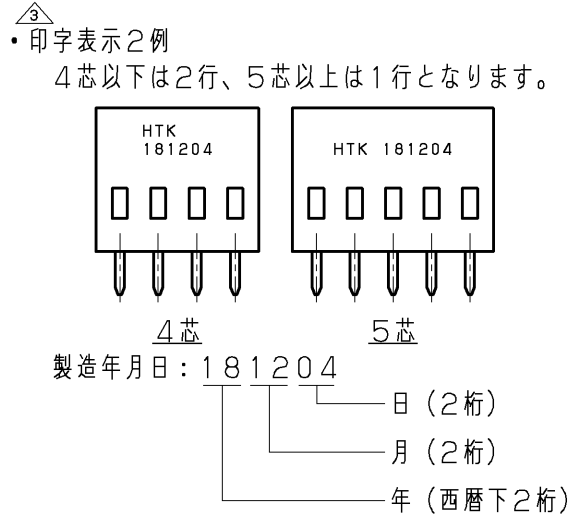 3
・印字表示2例
4芯以下は2行、5芯以上は1行となります。
HTK
181204
HTK 181204
4芯
5芯
製造年月日:181204
日(2桁)
月(2桁)
年(西暦下2桁)